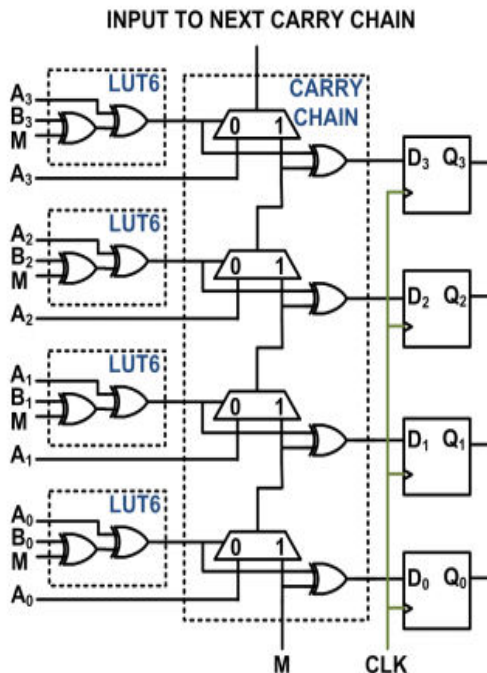 INPUT TO NEXT CARRY CHAIN
LUT6
CARRY CHAIN
A3
B3
M
A3
0 1
D3 Q3
LUT6
A2
B2
M
A2
0 1
D2 Q2
LUT6
A1
B1
M
A1
0 1
D1 Q1
LUT6
A0
B0
M
A0
0 1
D0 Q0
M
CLK